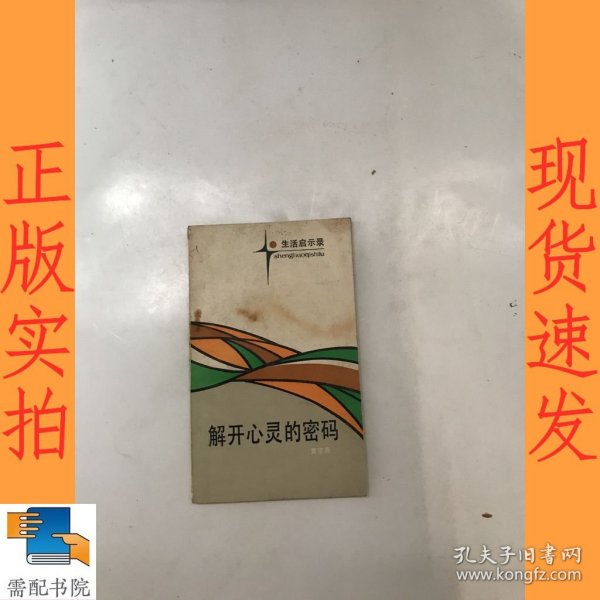 正版实拍
现货速发
生活启示录
shenghuoqishilu
解开心灵的密码
需配书院
孔夫子旧书网
www.kongfz.com